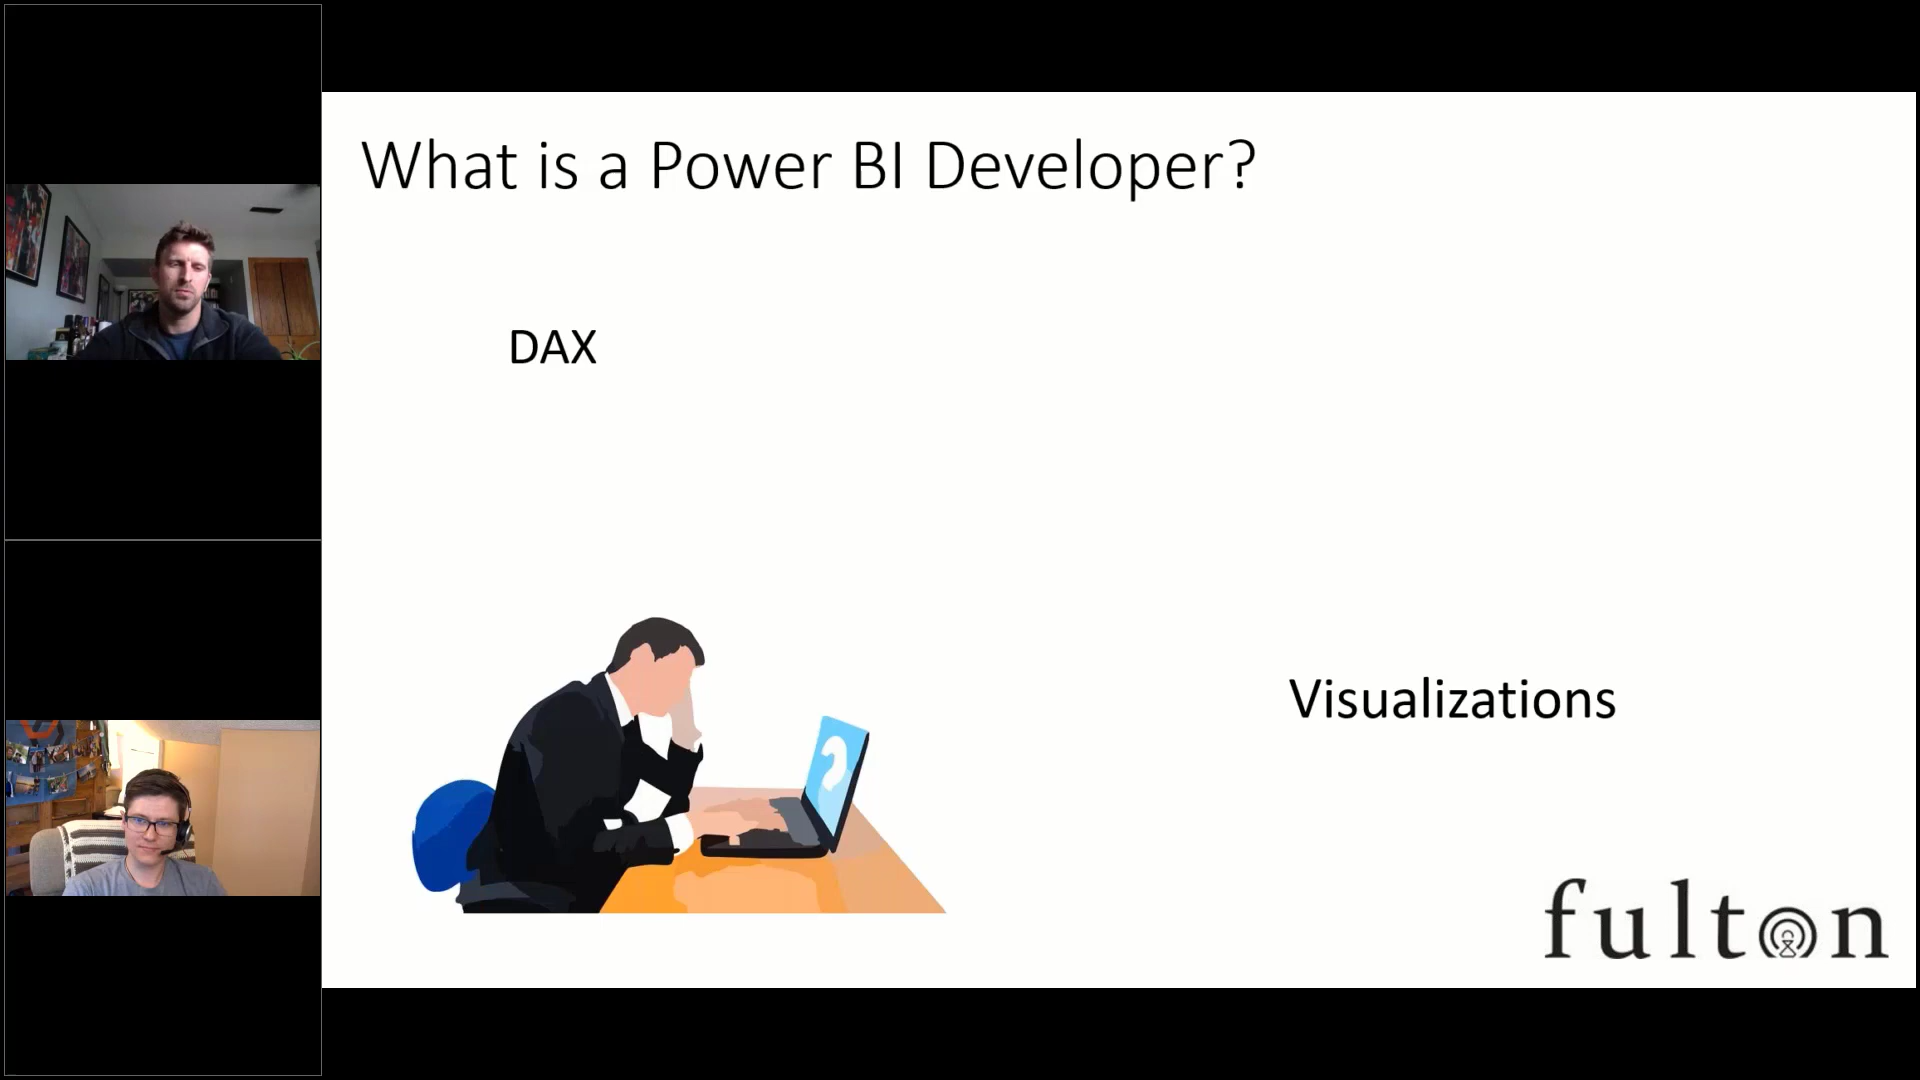 What is a Power BI Developer?
DAX
?
Visualizations
fulton